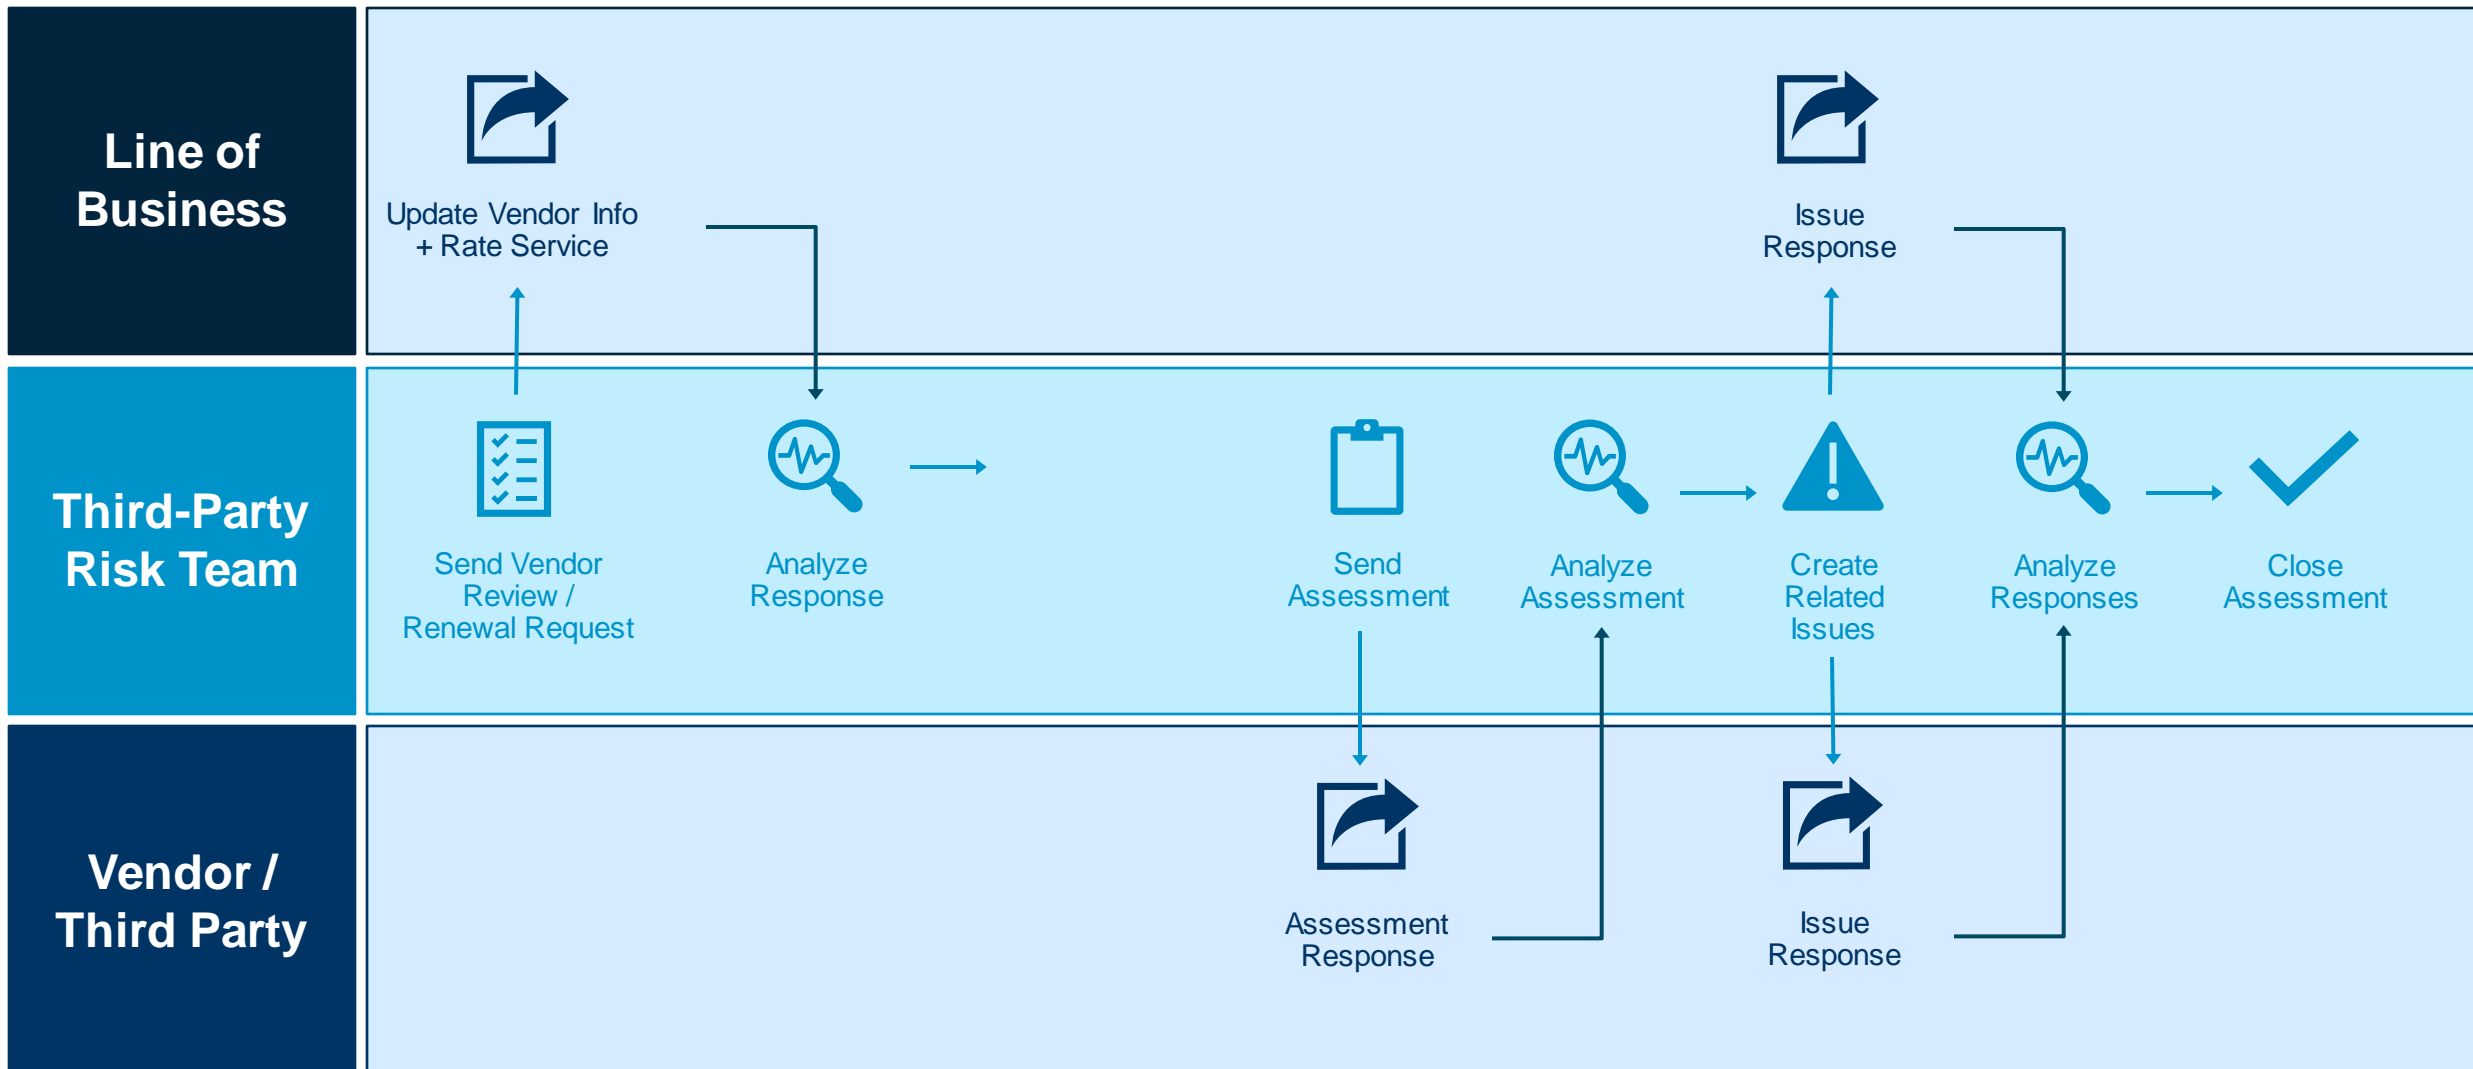 Line of
Business
Update Vendor Info
+ Rate Service
Issue
Response
Third-Party
Risk Team
Send Vendor
Review /
Renewal Request
Analyze
Response
Send
Assessment
Analyze
Assessment
Create
Related
Issues
Analyze
Responses
Close
Assessment
Vendor /
Third Party
Assessment
Response
Issue
Response